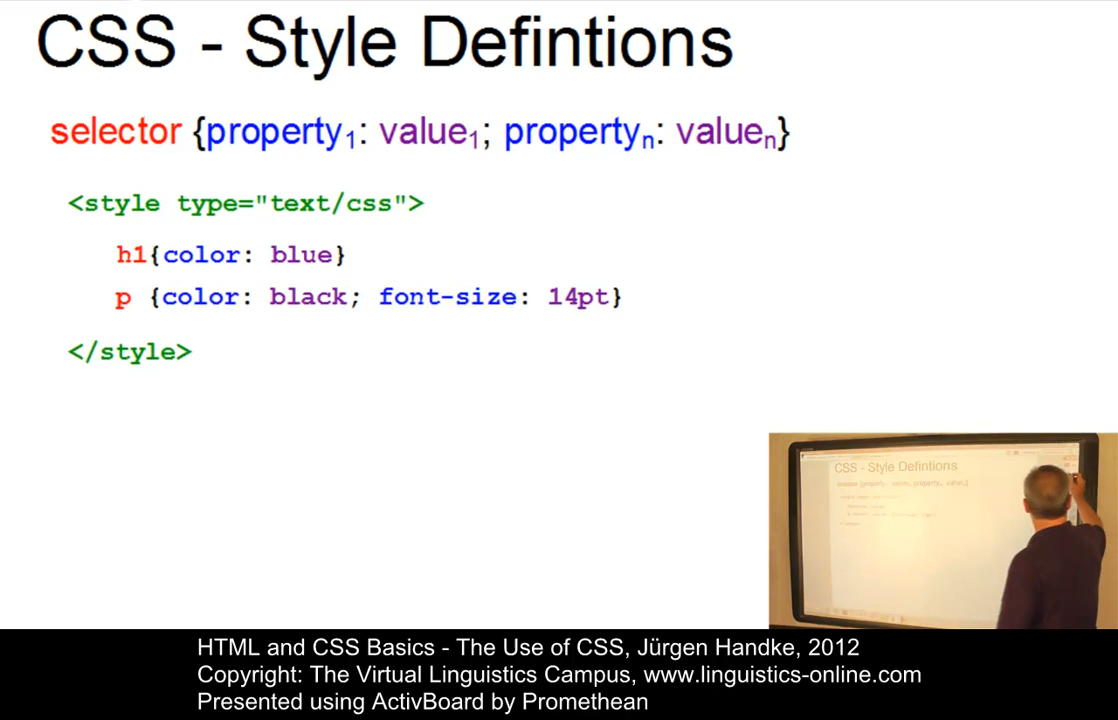 CSS - Style Defintions
selector {property1: value1; propertyn: valuen}
<style type="text/css">
h1{color: blue}
p {color: black; font-size: 14pt}
</style>
CSS - Style Defintions
HTML and CSS Basics - The Use of CSS, Jürgen Handke, 2012
Copyright: The Virtual Linguistics Campus, www.linguistics-online.com
Presented using ActivBoard by Promethean